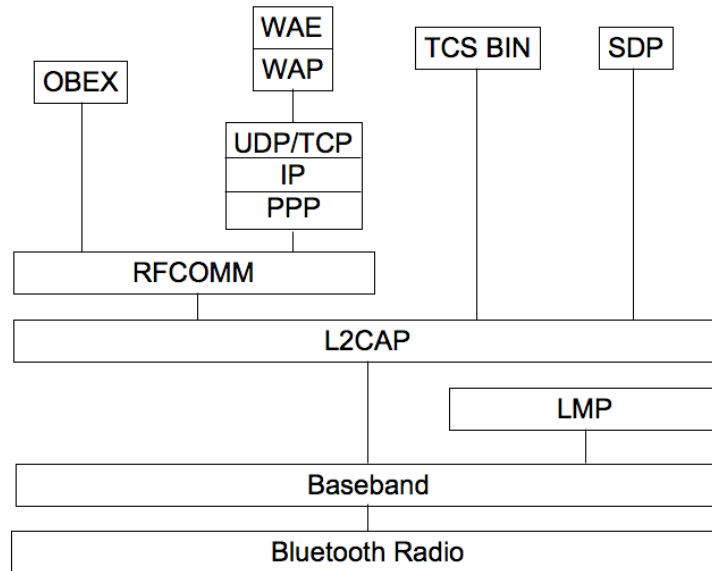 WAE
WAP
TCS BIN
SDP
OBEX
UDP/TCP
IP
PPP
RFCOMM
L2CAP
LMP
Baseband
Bluetooth Radio